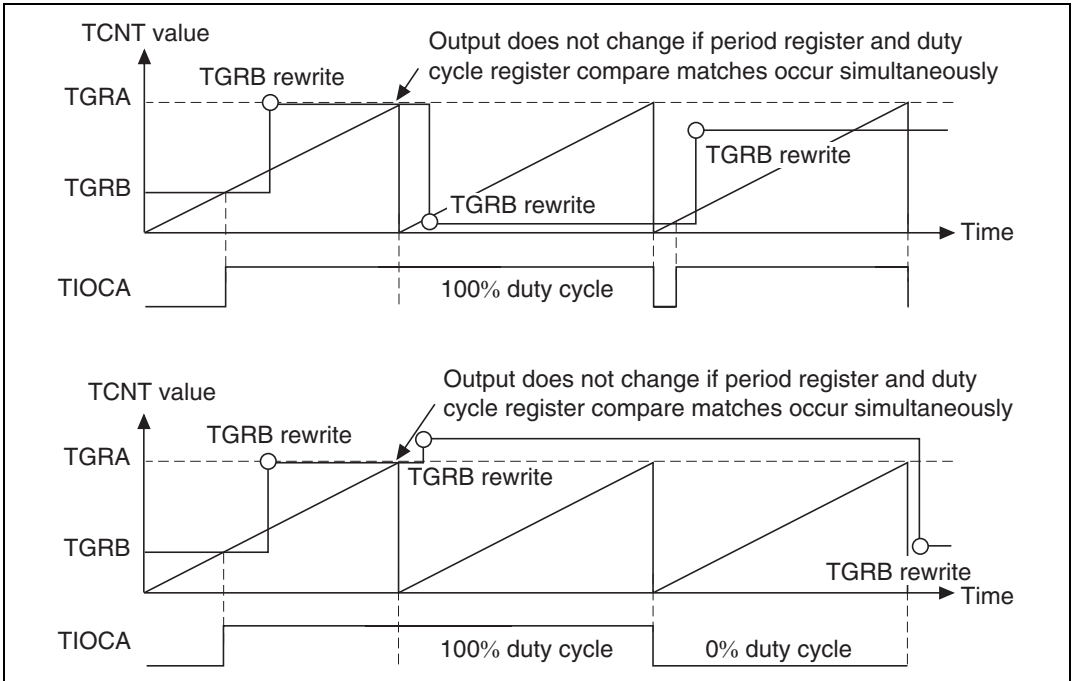 TCNT value
Output does not change if period register and duty
cycle register compare matches occur simultaneously
TGRB rewrite
TGRA
TGRB rewrite
TGRB
TGRB rewrite
Time
TIOCA
100% duty cycle
Output does not change if period register and duty
cycle register compare matches occur simultaneously
TCNT value
TGRB rewrite
TGRA
TGRB rewrite
TGRB
TGRB rewrite
Time
TIOCA
100% duty cycle
0% duty cycle